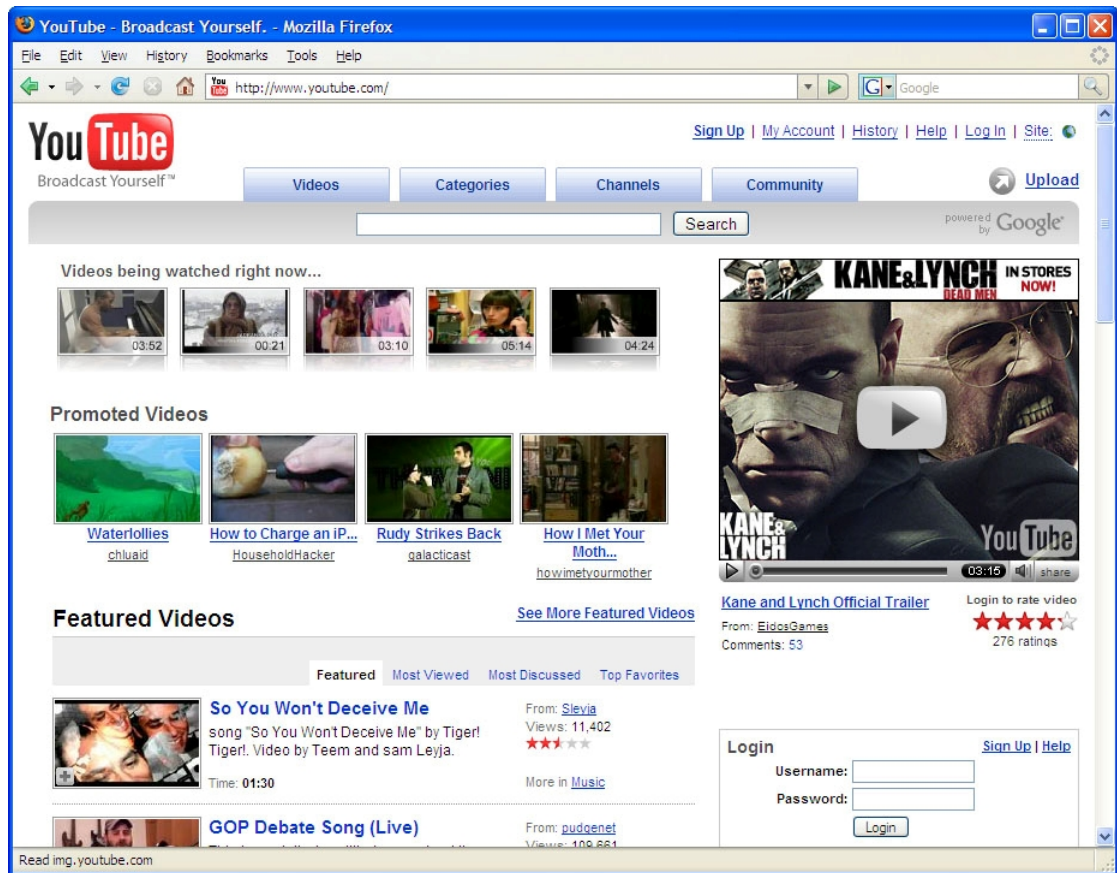 YouTube - Broadcast Yourself. - Mozilla Firefox
File Edit View History Bookmarks Tools Help
You Tube http://www.youtube.com/ G Google
You Tube
Broadcast Yourself™
Sign Up | My Account | History | Help | Log In | Site:
Videos Categories Channels Community Upload
Search powered by Google
Videos being watched right now...
03:52 00:21 03:10 05:14 04:24
KANE & LYNCH
DEAD MEN
IN STORES
NOW!
KANE &
LYNCH
You Tube
03:15 share
Promoted Videos
Waterlollies
chluaid
How to Charge an iP...
HouseholdHacker
Rudy Strikes Back
galacticast
How I Met Your
Moth...
howimetyourmother
Kane and Lynch Official Trailer
From: EidosGames
Comments: 53
Login to rate video
276 ratings
Featured Videos
See More Featured Videos
Featured Most Viewed Most Discussed Top Favorites
So You Won't Deceive Me
song "So You Won't Deceive Me" by Tiger!
Tiger!. Video by Teem and sam Leyja.
Time: 01:30
From: Sleyja
Views: 11,402
More in Music
GOP Debate Song (Live)
From: pudgenet
Views: 109,661
Login
Sign Up | Help
Username:
Password:
Login
Read img.youtube.com